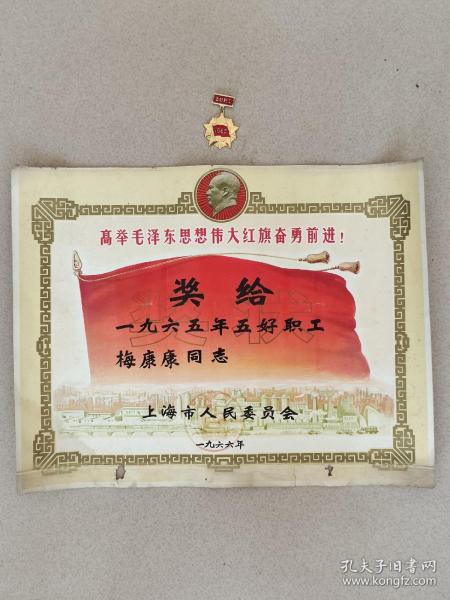 高举毛泽东思想伟大红旗奋勇前进！
奖状
奖给
一九六五年五好职工
梅康康同志
上海市人民委员会
一九六六年
孔夫子旧书网
www.kongfz.com